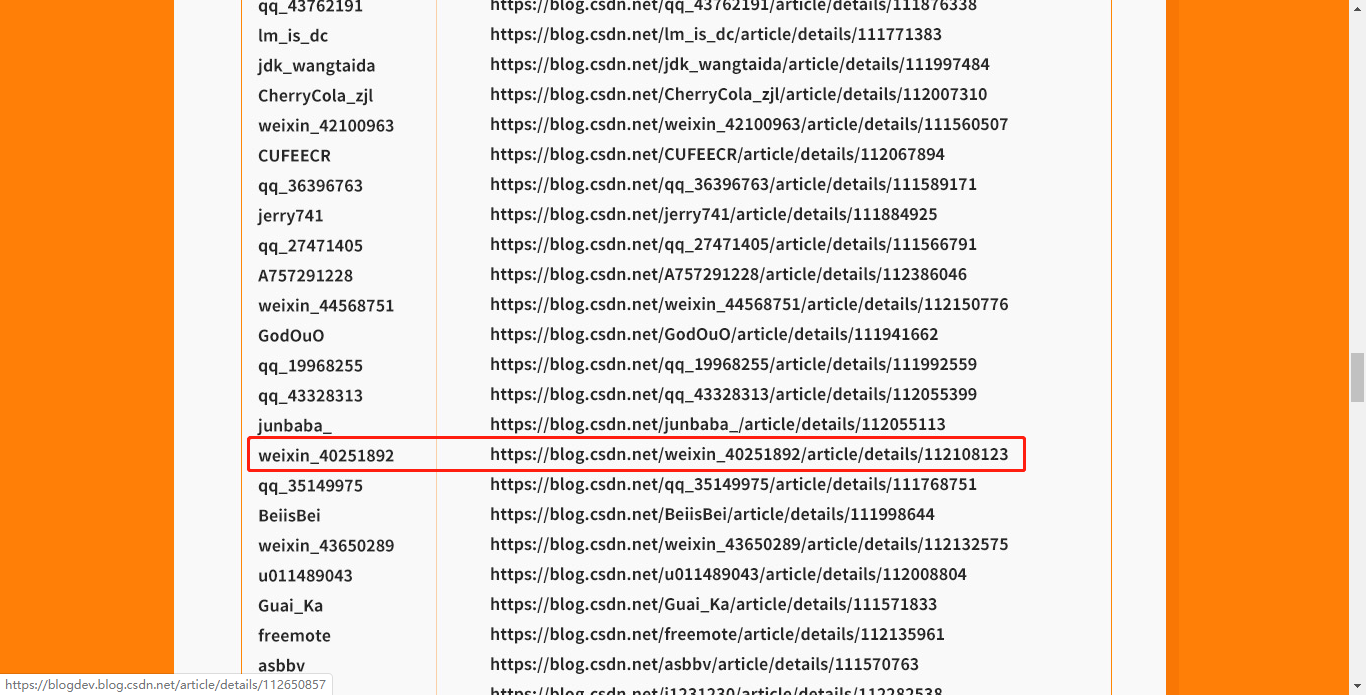 qq_43762191 https://blog.csdn.net/qq_43762191/article/details/111876338
lm_is_dc https://blog.csdn.net/lm_is_dc/article/details/111771383
jdk_wangtaida https://blog.csdn.net/jdk_wangtaida/article/details/111997484
CherryCola_zjl https://blog.csdn.net/CherryCola_zjl/article/details/112007310
weixin_42100963 https://blog.csdn.net/weixin_42100963/article/details/111560507
CUFEECR https://blog.csdn.net/CUFEECR/article/details/112067894
qq_36396763 https://blog.csdn.net/qq_36396763/article/details/111589171
jerry741 https://blog.csdn.net/jerry741/article/details/111884925
qq_27471405 https://blog.csdn.net/qq_27471405/article/details/111566791
A757291228 https://blog.csdn.net/A757291228/article/details/112386046
weixin_44568751 https://blog.csdn.net/weixin_44568751/article/details/112150776
GodOuO https://blog.csdn.net/GodOuO/article/details/111941662
qq_19968255 https://blog.csdn.net/qq_19968255/article/details/111992559
qq_43328313 https://blog.csdn.net/qq_43328313/article/details/112055399
junbaba_ https://blog.csdn.net/junbaba_/article/details/112055113
weixin_40251892 https://blog.csdn.net/weixin_40251892/article/details/112108123
qq_35149975 https://blog.csdn.net/qq_35149975/article/details/111768751
BeiisBei https://blog.csdn.net/BeiisBei/article/details/111998644
weixin_43650289 https://blog.csdn.net/weixin_43650289/article/details/112132575
u011489043 https://blog.csdn.net/u011489043/article/details/112008804
Guai_Ka https://blog.csdn.net/Guai_Ka/article/details/111571833
freemote https://blog.csdn.net/freemote/article/details/112135961
asbbv https://blog.csdn.net/asbbv/article/details/111570763
https://blogdev.blog.csdn.net/article/details/112650857